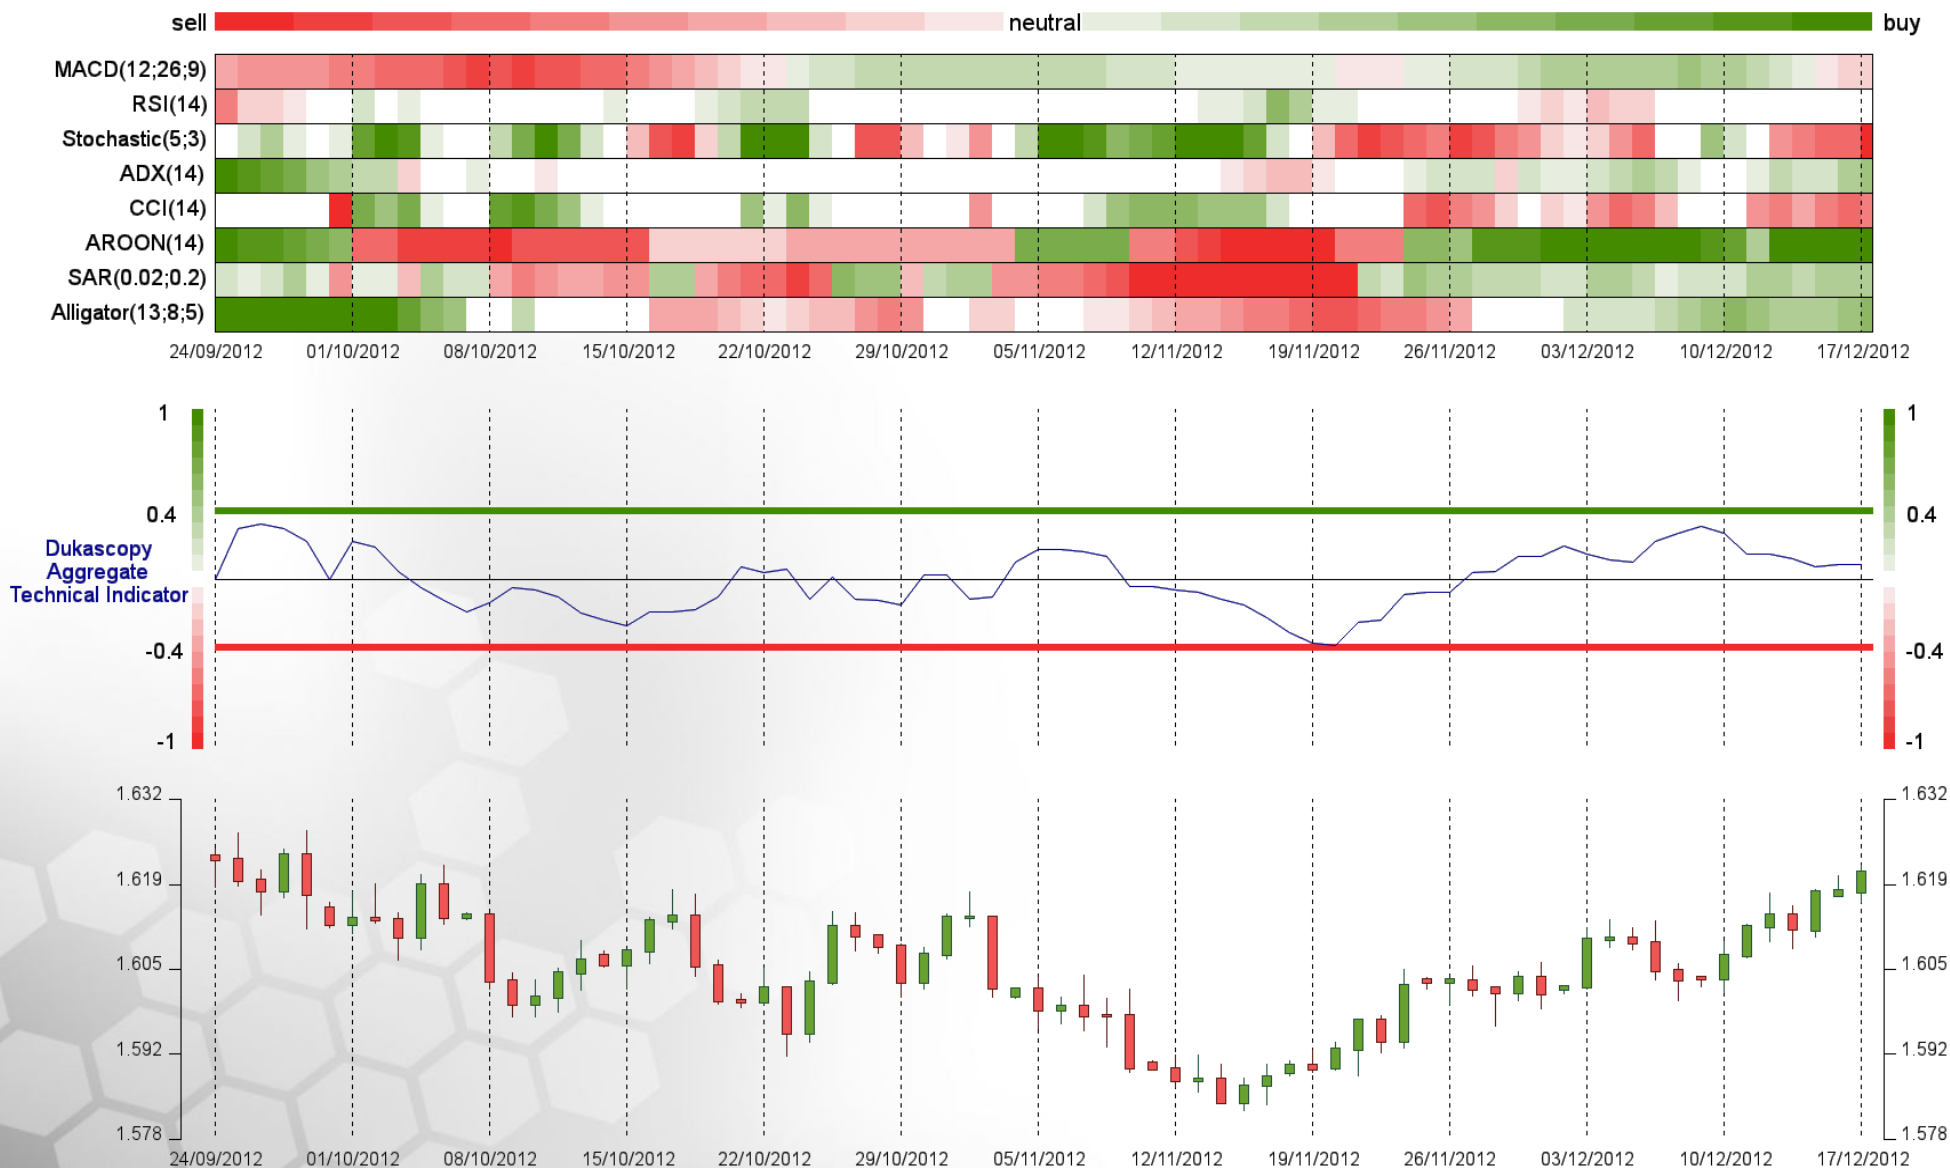 sell neutral buy
MACD(12;26;9)
RSI(14)
Stochastic(5;3)
ADX(14)
CCI(14)
AROON(14)
SAR(0.02;0.2)
Alligator(13;8;5)
24/09/2012 01/10/2012 08/10/2012 15/10/2012 22/10/2012 29/10/2012 05/11/2012 12/11/2012 19/11/2012 26/11/2012 03/12/2012 10/12/2012 17/12/2012
1 1
0.4 0.4
Dukascopy
Aggregate
Technical Indicator
-0.4 -0.4
-1 -1
1.632 1.632
1.619 1.619
1.605 1.605
1.592 1.592
1.578 1.578
24/09/2012 01/10/2012 08/10/2012 15/10/2012 22/10/2012 29/10/2012 05/11/2012 12/11/2012 19/11/2012 26/11/2012 03/12/2012 10/12/2012 17/12/2012